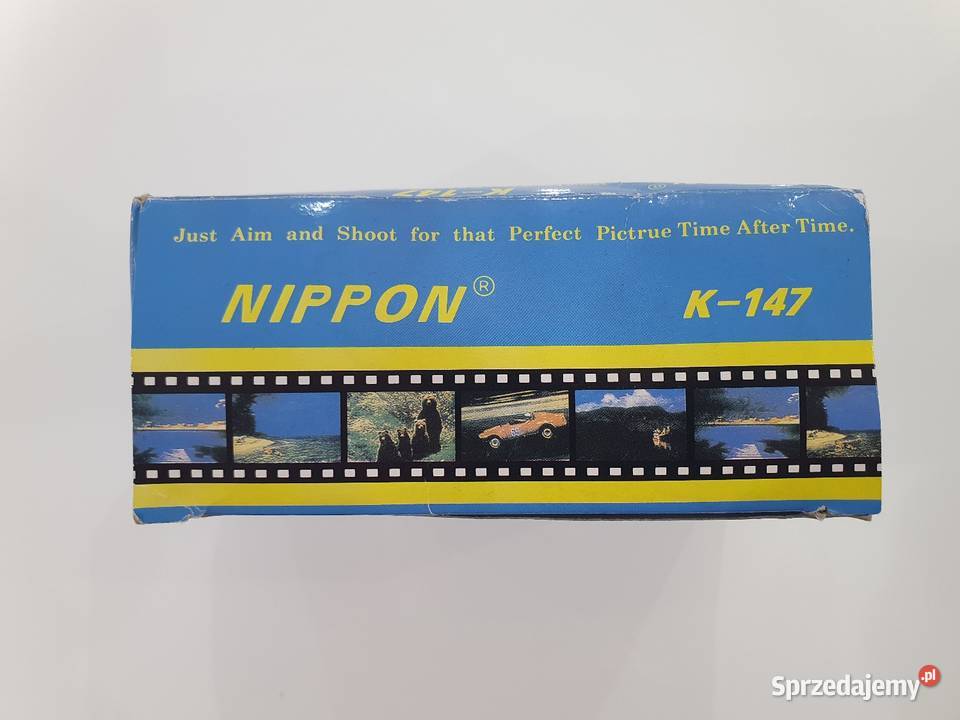 K-147 ®
Just Aim and Shoot for that Perfect Pictrue Time After Time.
NIPPON®
K-147
Sprzedajemy.pl